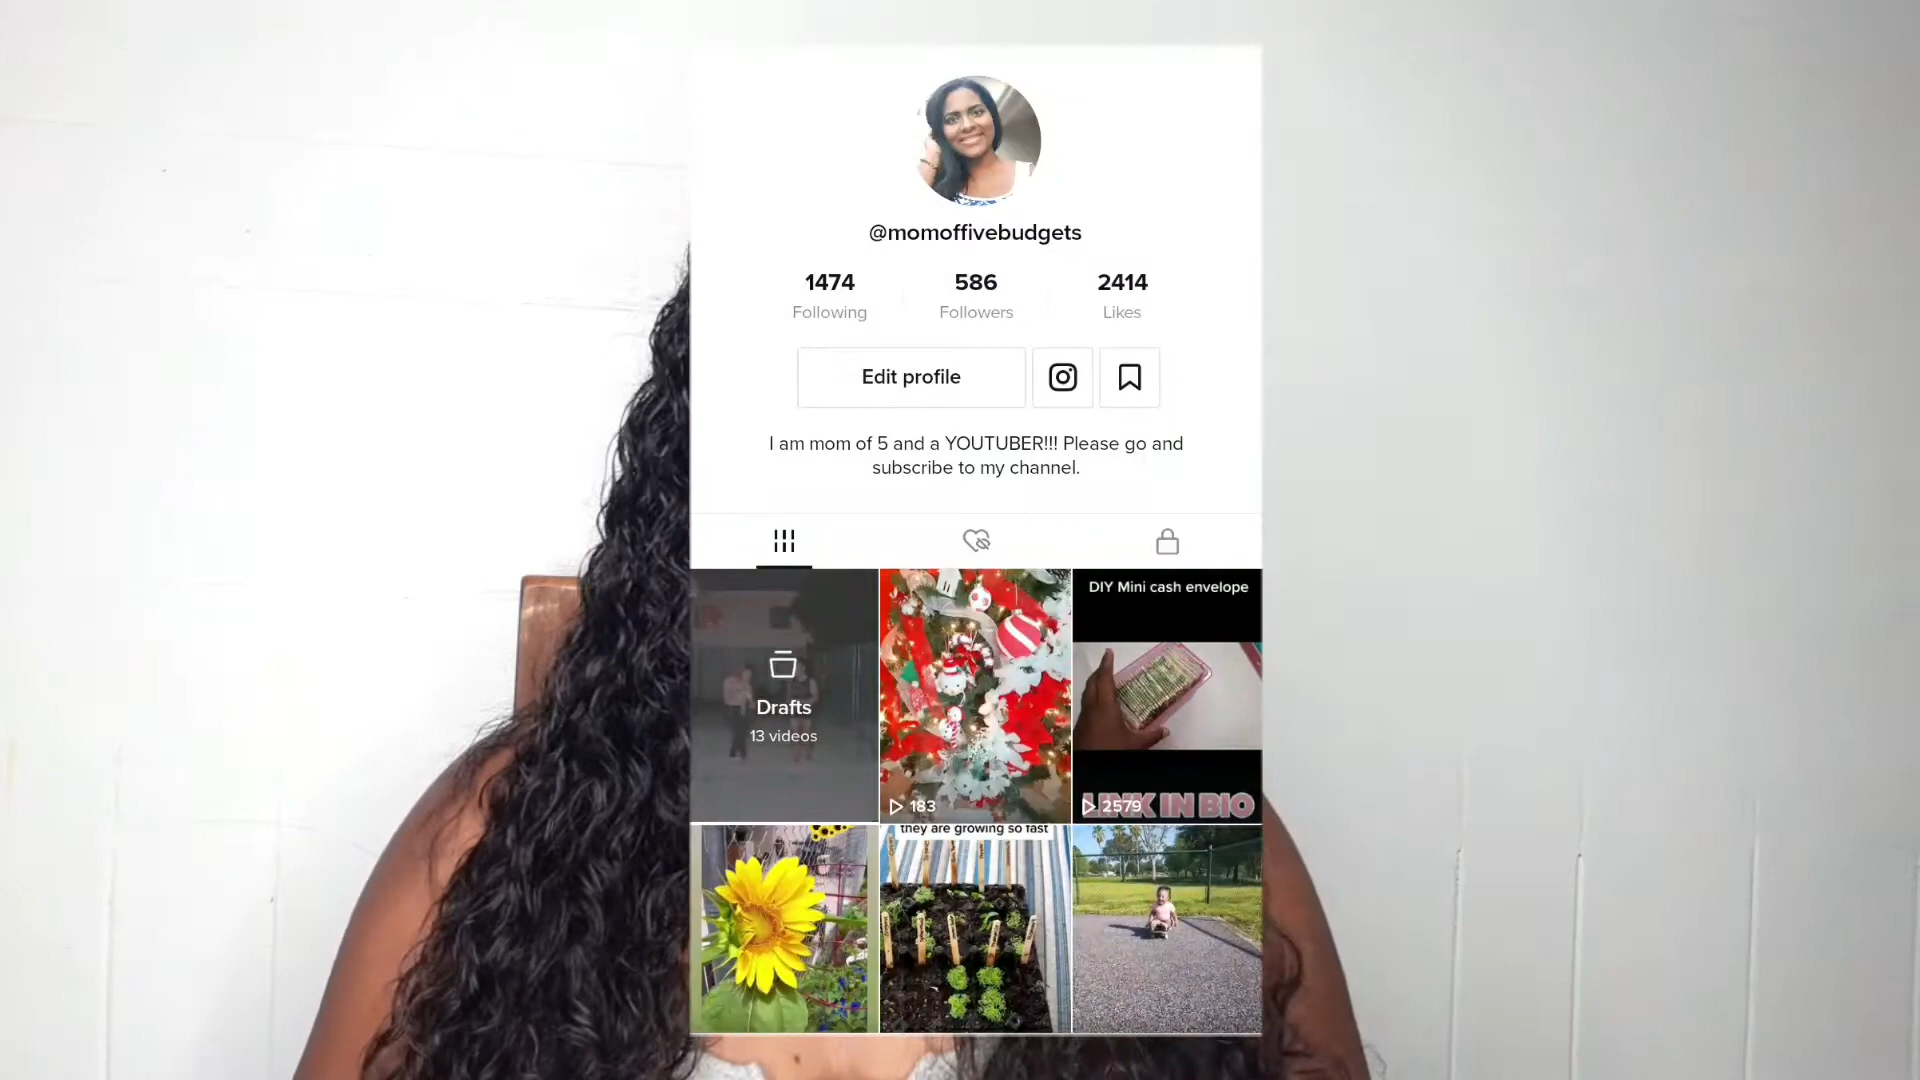 @momoffivebudgets
1474 586 2414
Following Followers Likes
Edit profile
I am mom of 5 and a YOUTUBER!!! Please go and
subscribe to my channel.
DIY Mini cash envelope
Drafts
13 videos
183
2579
LINK IN BIO
they are growing so fast